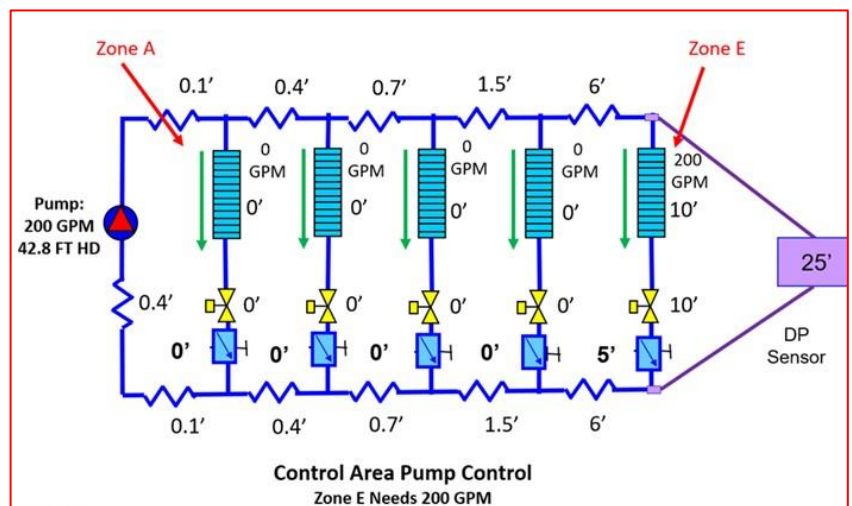 Zone A
Zone E
0.1’
0.4’
0.7’
1.5’
6’
0
GPM
0
GPM
0
GPM
0
GPM
200
GPM
Pump:
200 GPM
42.8 FT HD
0’
0’
0’
0’
10’
25’
0.4’
0’
0’
0’
0’
10’
DP
Sensor
0’
0’
0’
0’
5’
0.1’
0.4’
0.7’
1.5’
6’
Control Area Pump Control
Zone E Needs 200 GPM